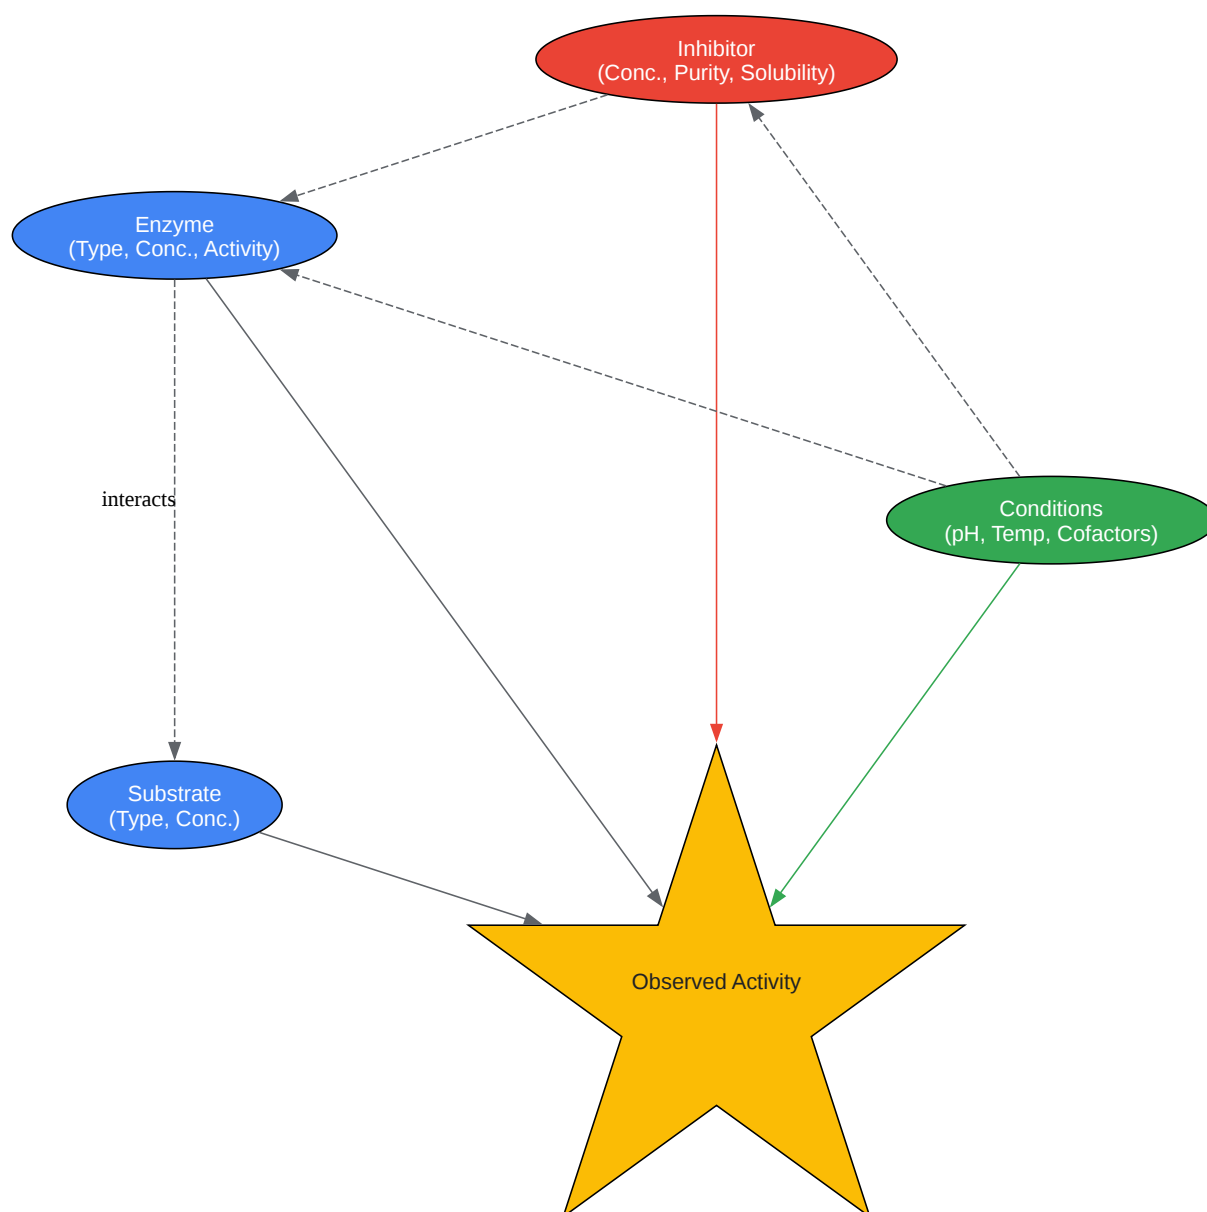 Inhibitor
(Conc., Purity, Solubility)
Enzyme
(Type, Conc., Activity)
interacts
Conditions
(pH, Temp, Cofactors)
Substrate
(Type, Conc.)
Observed Activity